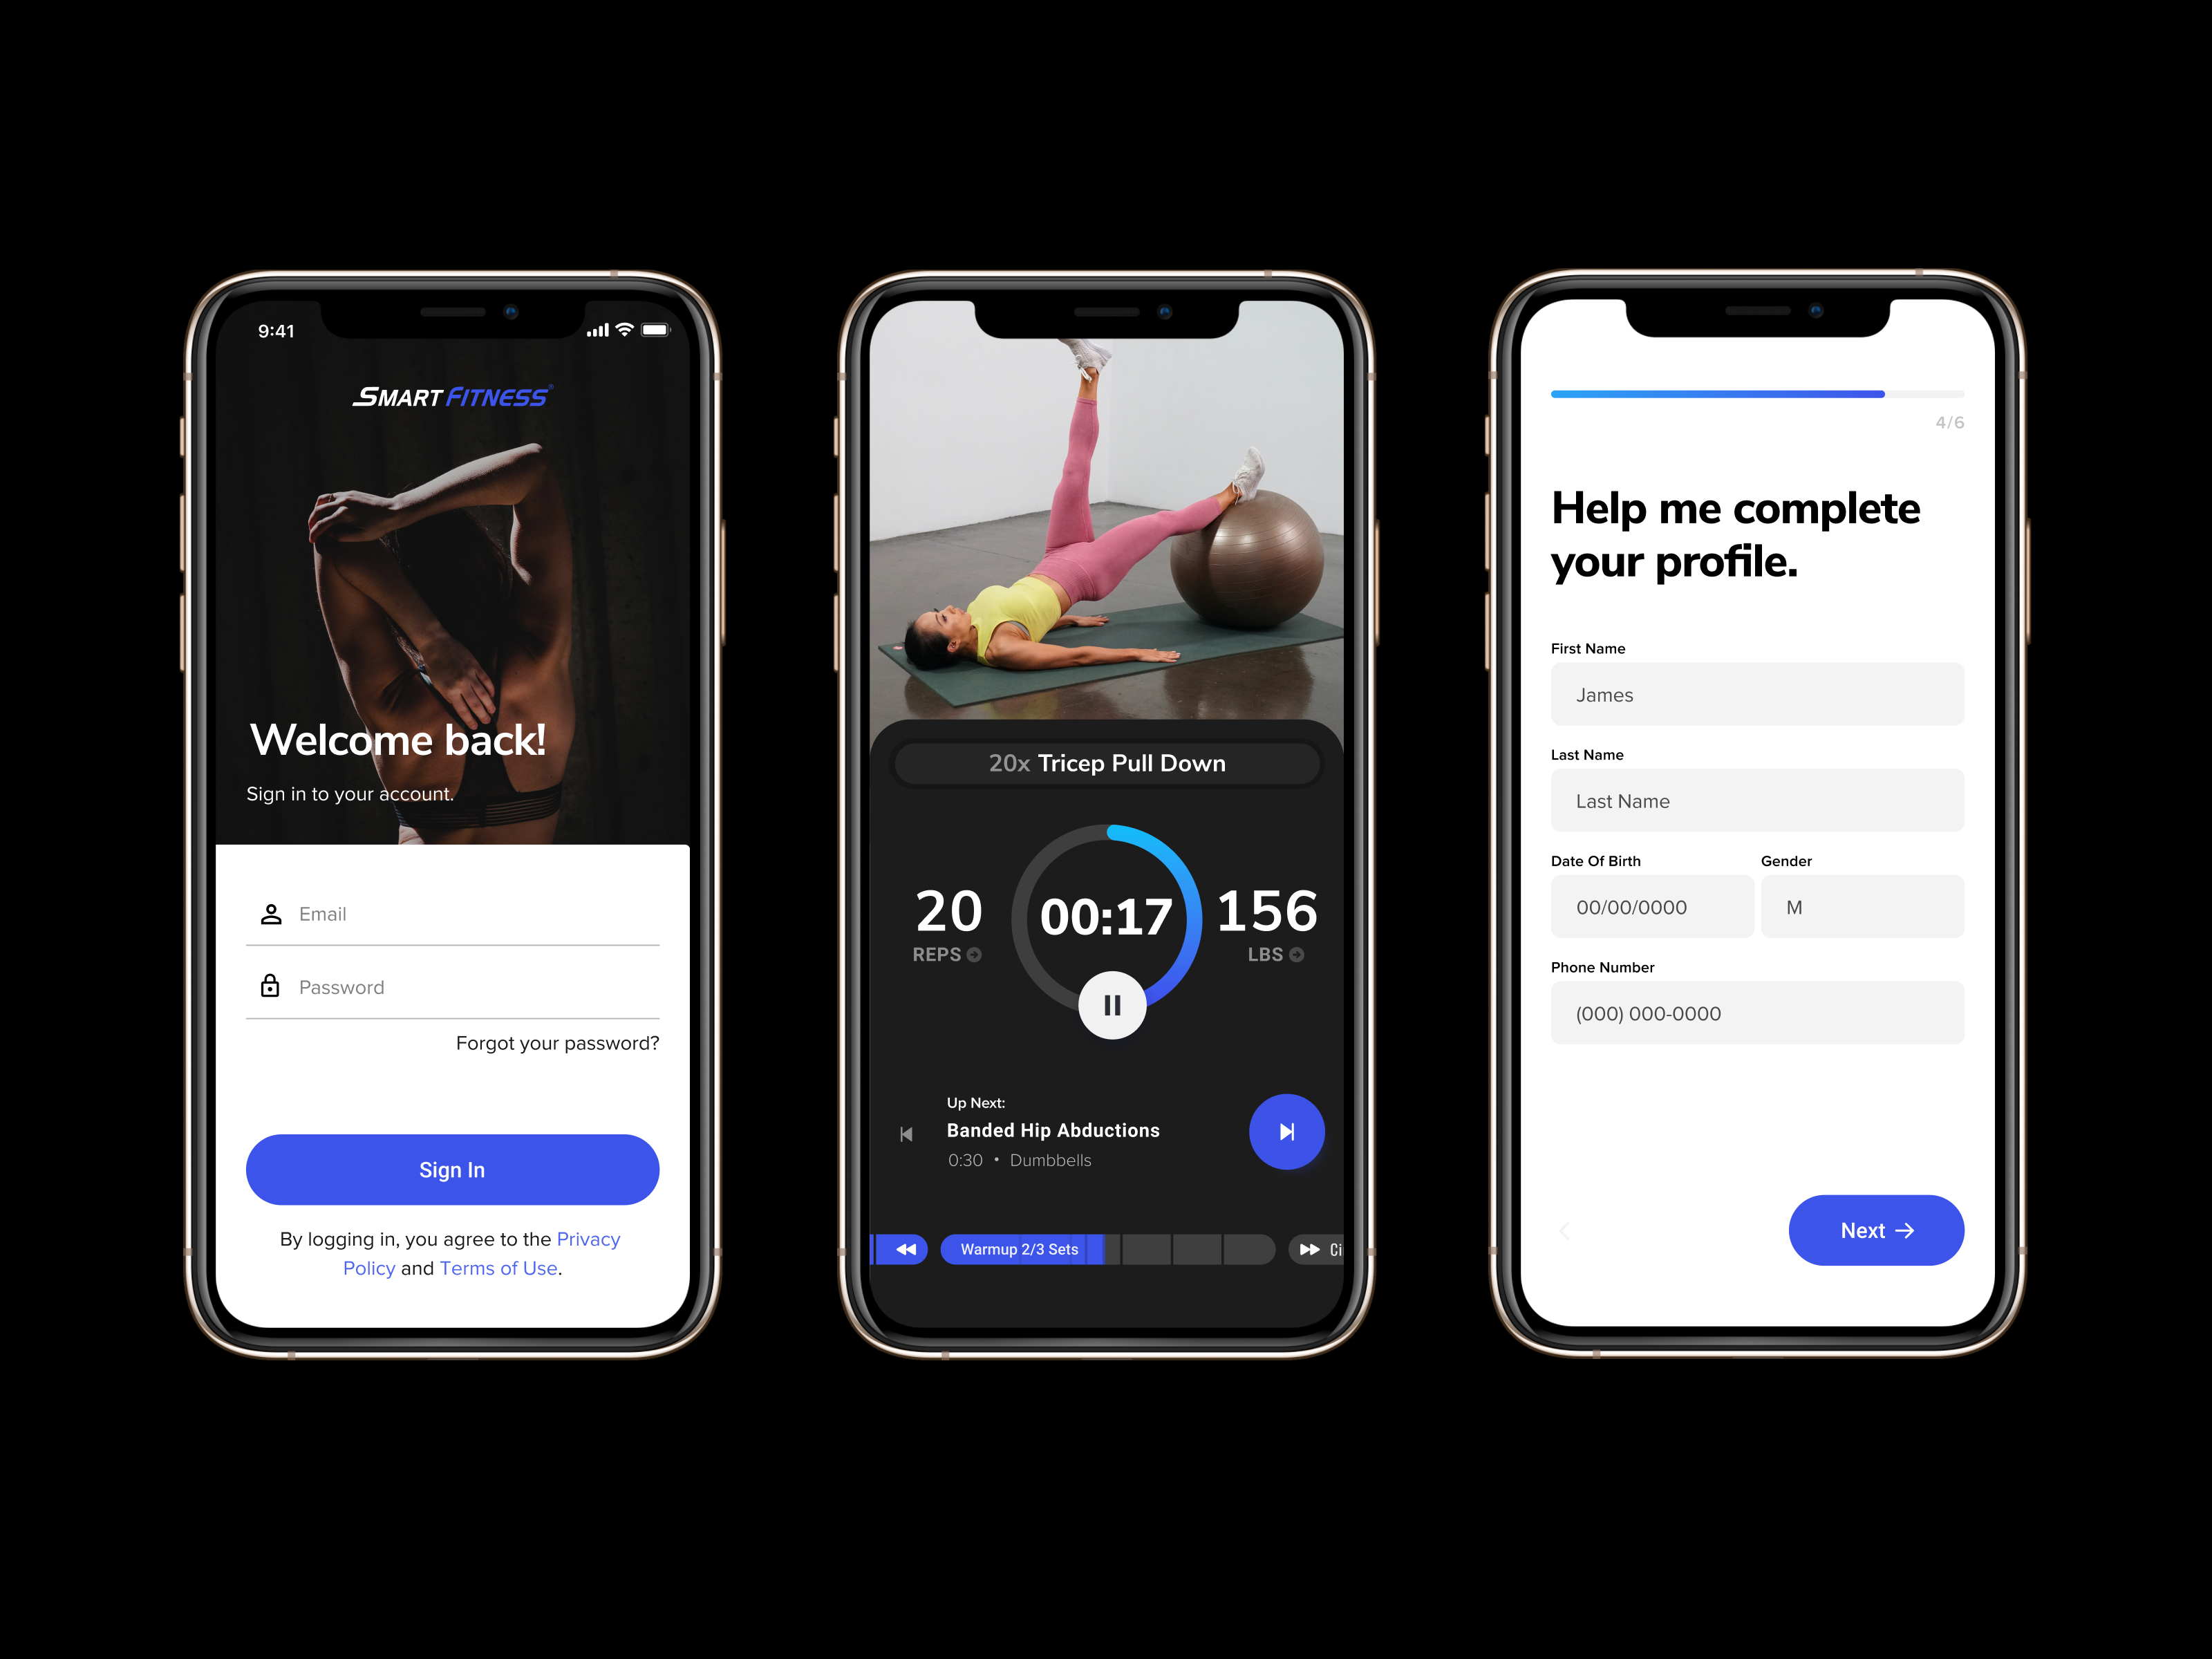 9:41
SMART FITNESS®
Welcome back!
Sign in to your account.
Email
Password
Forgot your password?
Sign In
By logging in, you agree to the Privacy
Policy and Terms of Use.
20x Tricep Pull Down
20
REPS
00:17
156
LBS
Up Next:
Banded Hip Abductions
0:30 • Dumbbells
Warmup 2/3 Sets
Ci
4/6
Help me complete
your profile.
First Name
James
Last Name
Last Name
Date Of Birth
Gender
00/00/0000
M
Phone Number
(000) 000-0000
Next →